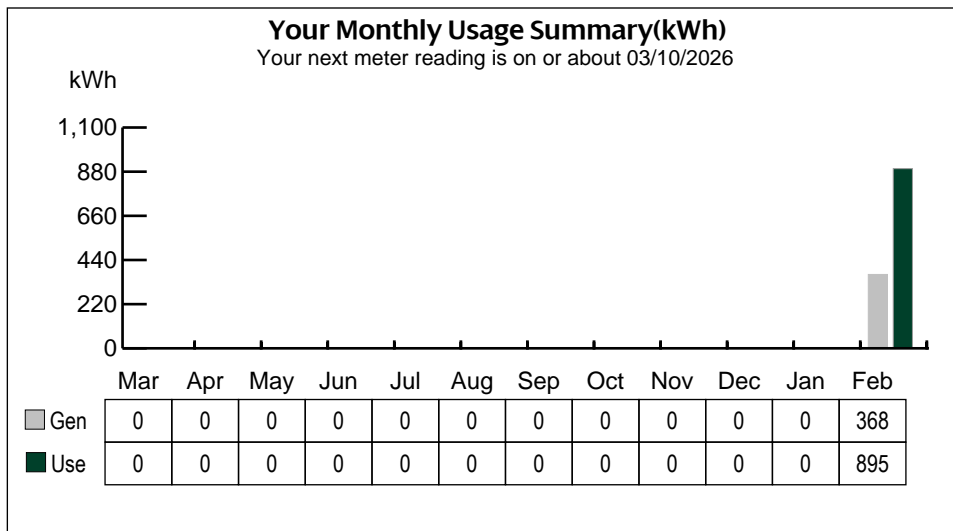 Your Monthly Usage Summary(kWh)
Your next meter reading is on or about 03/10/2026
kWh
1,100
880
660
440
220
0
Mar Apr May Jun Jul Aug Sep Oct Nov Dec Jan Feb
Gen 0 0 0 0 0 0 0 0 0 0 0 368
Use 0 0 0 0 0 0 0 0 0 0 0 895